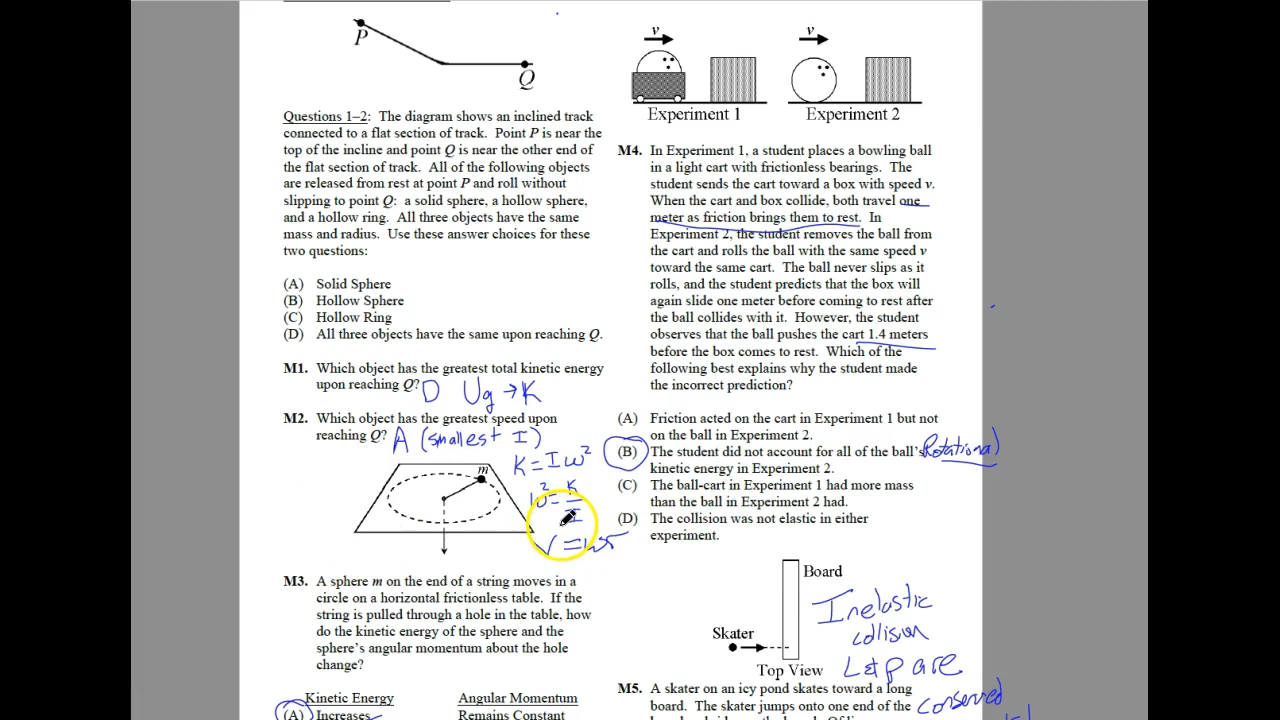 P
Q
Questions 1–2: The diagram shows an inclined track
connected to a flat section of track. Point P is near the
top of the incline and point Q is near the other end of
the flat section of track. All of the following objects
are released from rest at point P and roll without
slipping to point Q: a solid sphere, a hollow sphere,
and a hollow ring. All three objects have the same
mass and radius. Use these answer choices for these
two questions:
(A) Solid Sphere
(B) Hollow Sphere
(C) Hollow Ring
(D) All three objects have the same upon reaching Q.
M1. Which object has the greatest total kinetic energy
upon reaching Q? D Ug → K
M2. Which object has the greatest speed upon
reaching Q? A (smallest I)
K = Iω²
ω² = K
I
V = ωr
m
M3. A sphere m on the end of a string moves in a
circle on a horizontal frictionless table. If the
string is pulled through a hole in the table, how
do the kinetic energy of the sphere and the
sphere's angular momentum about the hole
change?
Kinetic Energy Angular Momentum
(A) Increases Remains Constant
v v
Experiment 1 Experiment 2
M4. In Experiment 1, a student places a bowling ball
in a light cart with frictionless bearings. The
student sends the cart toward a box with speed v.
When the cart and box collide, both travel one
meter as friction brings them to rest. In
Experiment 2, the student removes the ball from
the cart and rolls the ball with the same speed v
toward the same cart. The ball never slips as it
rolls, and the student predicts that the box will
again slide one meter before coming to rest after
the ball collides with it. However, the student
observes that the ball pushes the cart 1.4 meters
before the box comes to rest. Which of the
following best explains why the student made
the incorrect prediction?
(A) Friction acted on the cart in Experiment 1 but not
on the ball in Experiment 2.
(B) The student did not account for all of the ball's (Rotational)
kinetic energy in Experiment 2.
(C) The ball-cart in Experiment 1 had more mass
than the ball in Experiment 2 had.
(D) The collision was not elastic in either
experiment.
Board
Skater
Top View
Inelastic
collision
L & p are
conserved
M5. A skater on an icy pond skates toward a long
board. The skater jumps onto one end of the